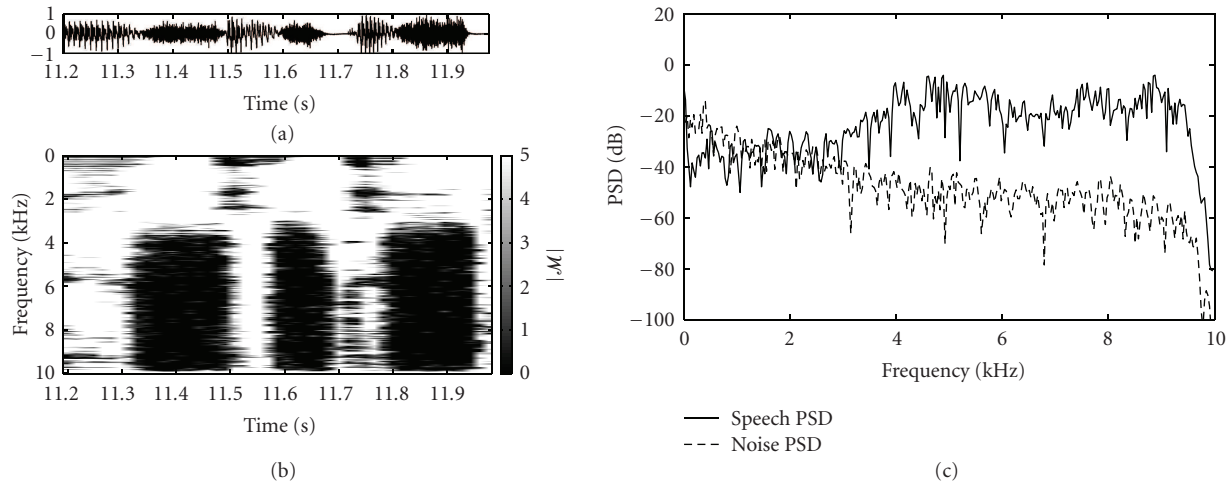 1
0
−1
11.2 11.3 11.4 11.5 11.6 11.7 11.8 11.9
Time (s)
(a)
0
2
4
6
8
10
Frequency (kHz)
11.2 11.3 11.4 11.5 11.6 11.7 11.8 11.9
Time (s)
5
4
3
2
1
0
|ℳ|
(b)
20
0
−20
−40
−60
−80
−100
PSD (dB)
0 2 4 6 8 10
Frequency (kHz)
Speech PSD
Noise PSD
(c)